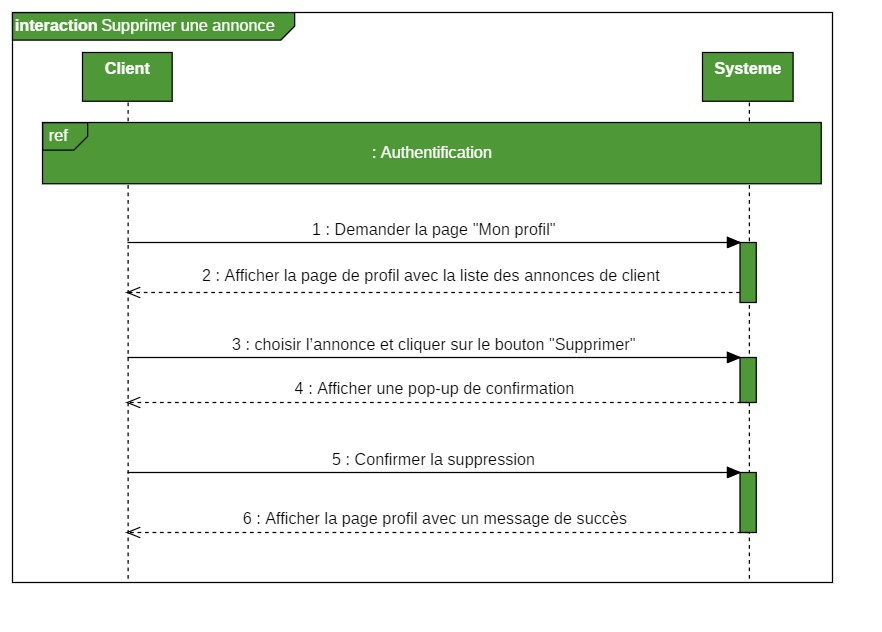 interaction Supprimer une annonce
Client
Systeme
ref
: Authentification
1 : Demander la page "Mon profil"
2 : Afficher la page de profil avec la liste des annonces de client
3 : choisir l'annonce et cliquer sur le bouton "Supprimer"
4 : Afficher une pop-up de confirmation
5 : Confirmer la suppression
6 : Afficher la page profil avec un message de succès